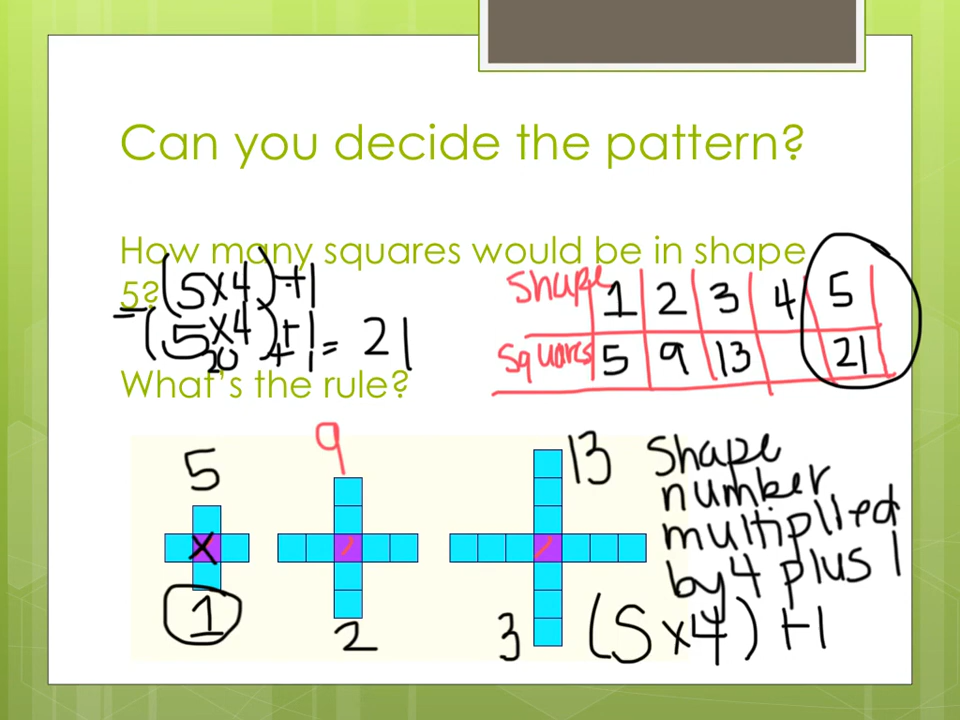 Can you decide the pattern?
How many squares would be in shape
5?
(5x4)+1
=(5x4)+1 = 21
20 + 1
What's the rule?
Shape 1 2 3 4 5
Squares 5 9 13 21
5 9 13
x
1 2 3
Shape
number
multiplied
by 4 plus 1
(5x4)+1